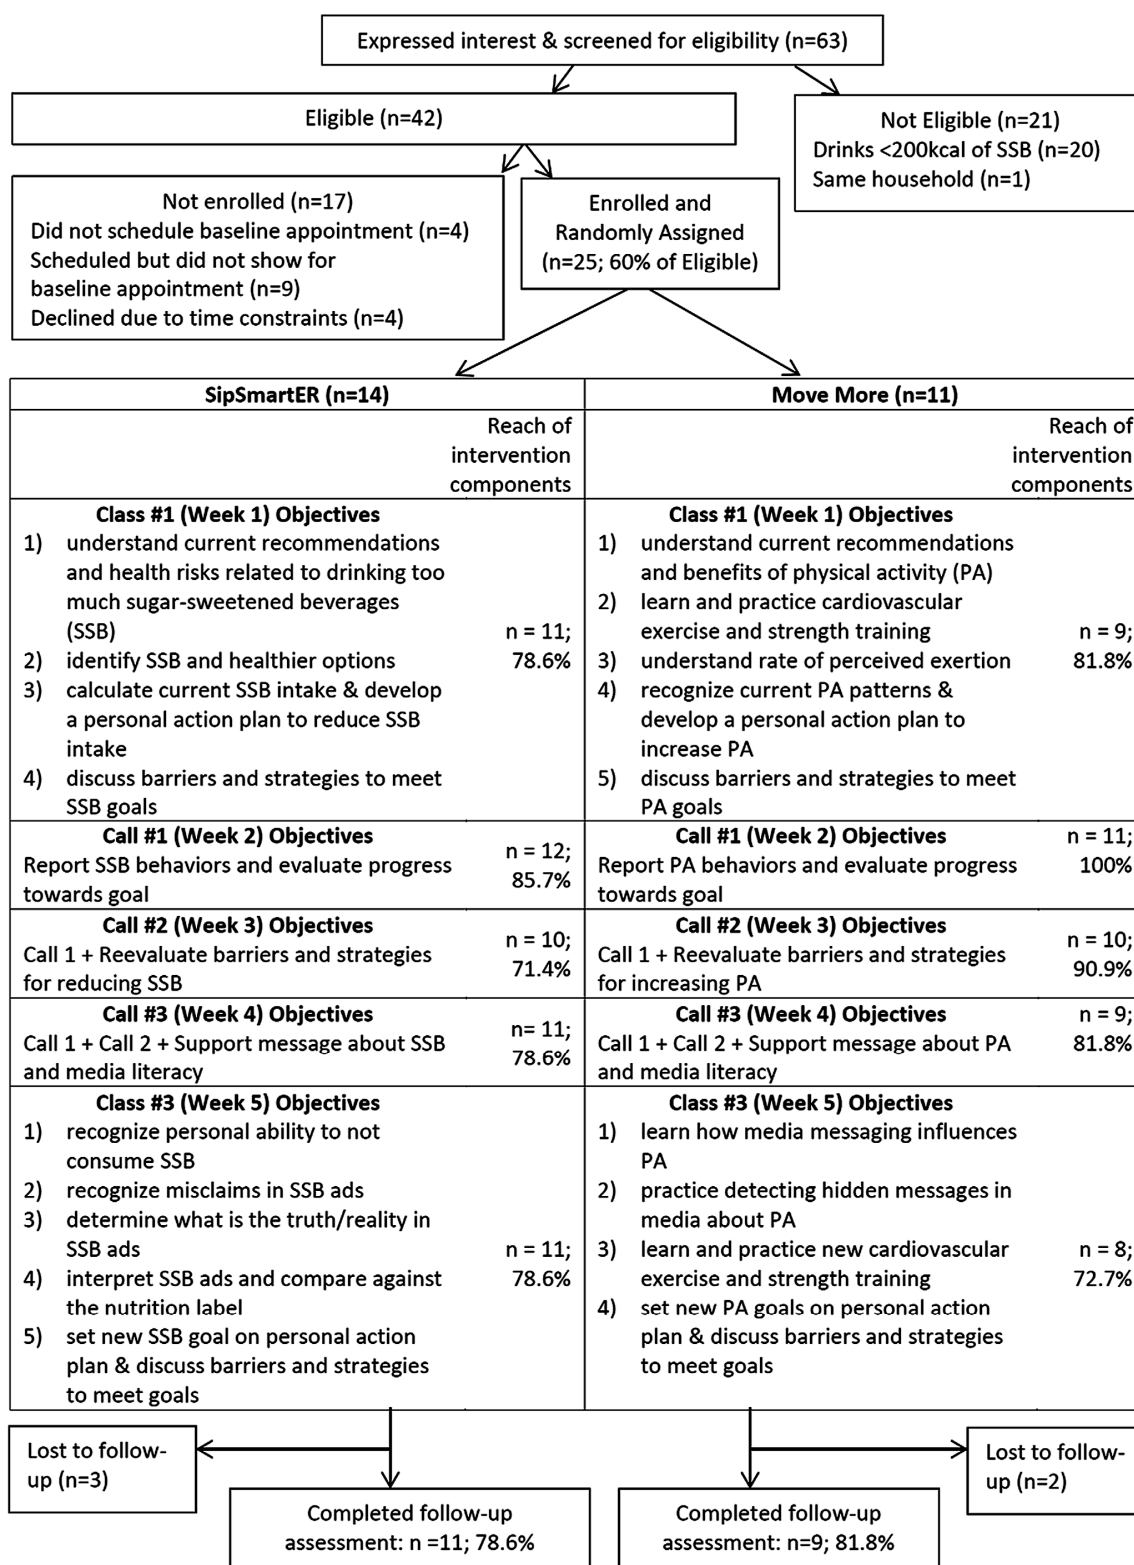 Expressed interest & screened for eligibility (n=63)
Eligible (n=42)
Not Eligible (n=21)
Drinks <200kcal of SSB (n=20)
Same household (n=1)
Not enrolled (n=17)
Did not schedule baseline appointment (n=4)
Scheduled but did not show for
baseline appointment (n=9)
Declined due to time constraints (n=4)
Enrolled and
Randomly Assigned
(n=25; 60% of Eligible)
SipSmartER (n=14)
Reach of
intervention
components
Class #1 (Week 1) Objectives
1) understand current recommendations
and health risks related to drinking too
much sugar-sweetened beverages
(SSB)
2) identify SSB and healthier options
3) calculate current SSB intake & develop
a personal action plan to reduce SSB
intake
4) discuss barriers and strategies to meet
SSB goals
n = 11;
78.6%
Call #1 (Week 2) Objectives
Report SSB behaviors and evaluate progress
towards goal
n = 12;
85.7%
Call #2 (Week 3) Objectives
Call 1 + Reevaluate barriers and strategies
for reducing SSB
n = 10;
71.4%
Call #3 (Week 4) Objectives
Call 1 + Call 2 + Support message about SSB
and media literacy
n= 11;
78.6%
Class #3 (Week 5) Objectives
1) recognize personal ability to not
consume SSB
2) recognize misclaims in SSB ads
3) determine what is the truth/reality in
SSB ads
4) interpret SSB ads and compare against
the nutrition label
5) set new SSB goal on personal action
plan & discuss barriers and strategies
to meet goals
n = 11;
78.6%
Move More (n=11)
Reach of
intervention
components
Class #1 (Week 1) Objectives
1) understand current recommendations
and benefits of physical activity (PA)
2) learn and practice cardiovascular
exercise and strength training
3) understand rate of perceived exertion
4) recognize current PA patterns &
develop a personal action plan to
increase PA
5) discuss barriers and strategies to meet
PA goals
n = 9;
81.8%
Call #1 (Week 2) Objectives
Report PA behaviors and evaluate progress
towards goal
n = 11;
100%
Call #2 (Week 3) Objectives
Call 1 + Reevaluate barriers and strategies
for increasing PA
n = 10;
90.9%
Call #3 (Week 4) Objectives
Call 1 + Call 2 + Support message about PA
and media literacy
n = 9;
81.8%
Class #3 (Week 5) Objectives
1) learn how media messaging influences
PA
2) practice detecting hidden messages in
media about PA
3) learn and practice new cardiovascular
exercise and strength training
4) set new PA goals on personal action
plan & discuss barriers and strategies
to meet goals
n = 8;
72.7%
Lost to follow-
up (n=3)
Completed follow-up
assessment: n =11; 78.6%
Completed follow-up
assessment: n=9; 81.8%
Lost to follow-
up (n=2)